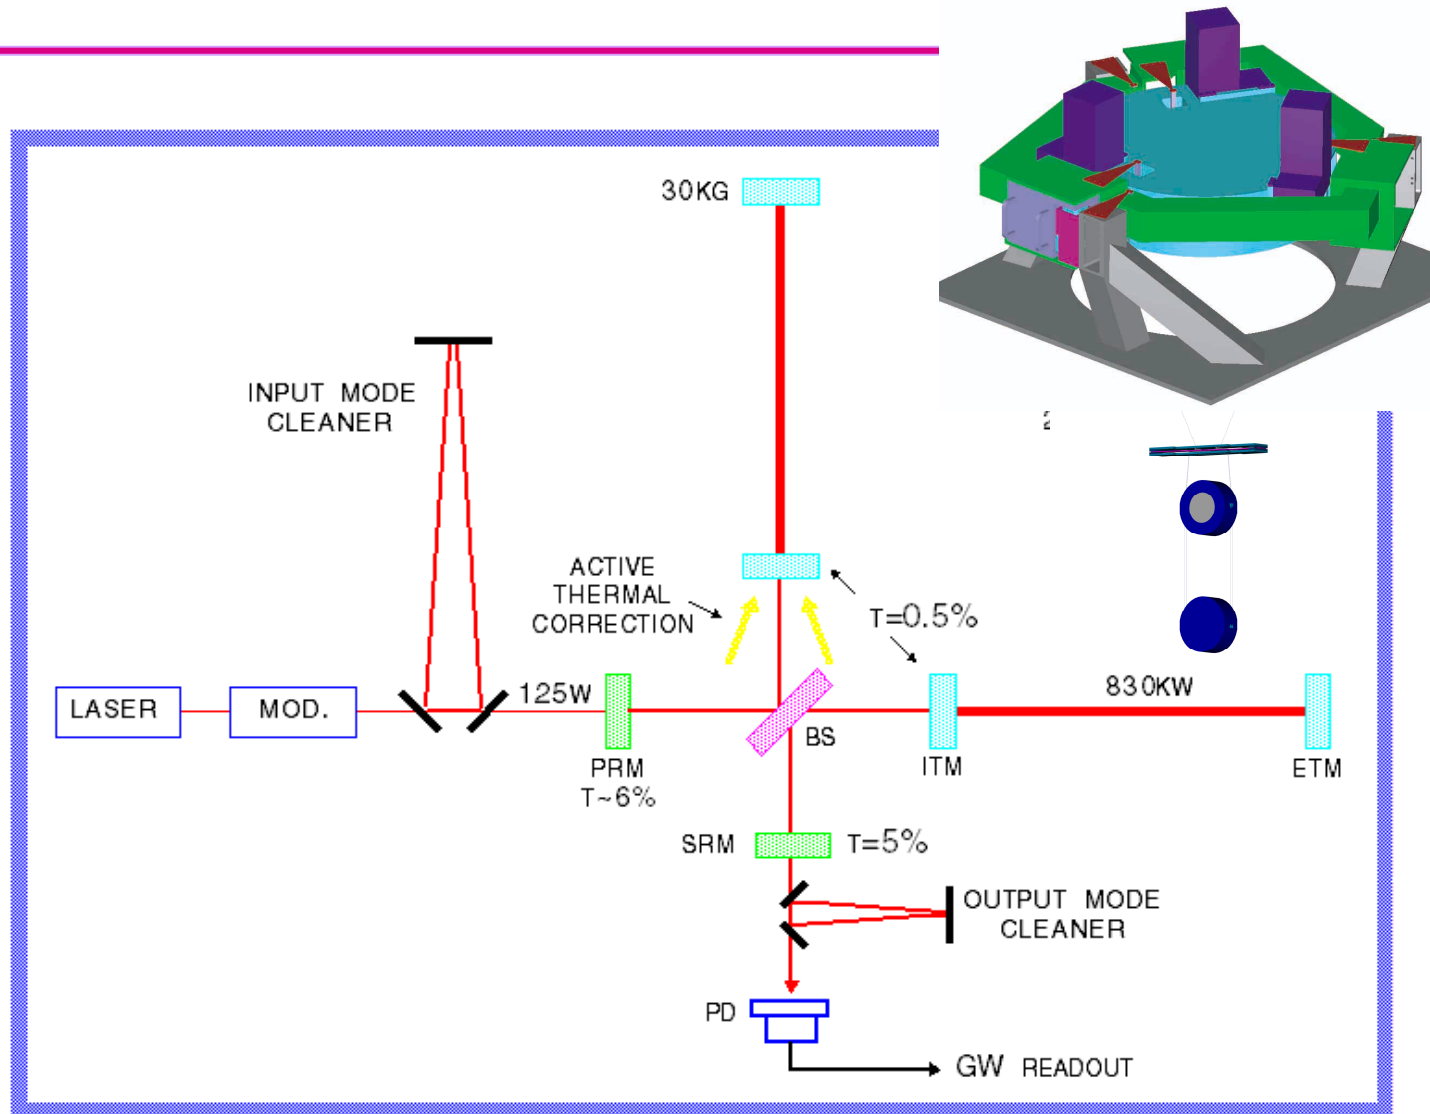 30KG
INPUT MODE
CLEANER
ACTIVE
THERMAL
CORRECTION
T=0.5%
LASER
MOD.
125W
830KW
BS
PRM
T~6%
ITM
ETM
SRM
T=5%
OUTPUT MODE
CLEANER
PD
GW READOUT